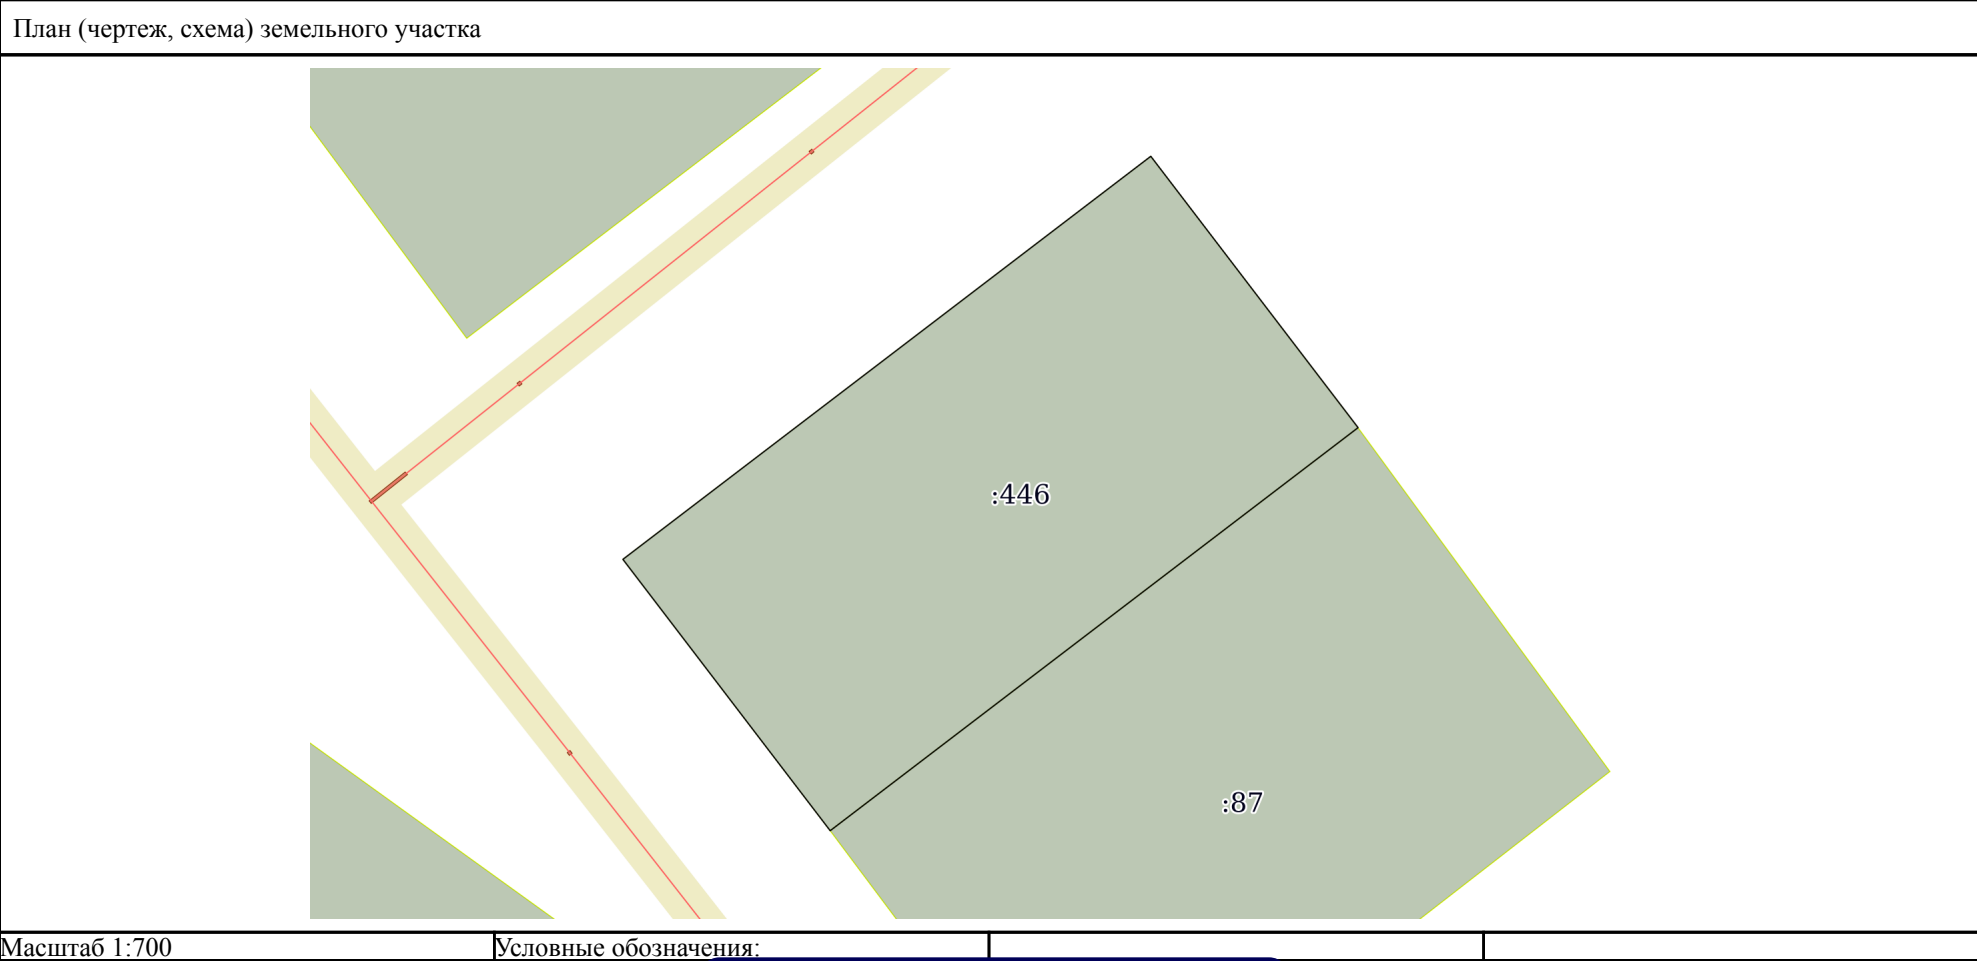 План (чертеж, схема) земельного участка
:446
:87
Масштаб 1:700
Условные обозначения: